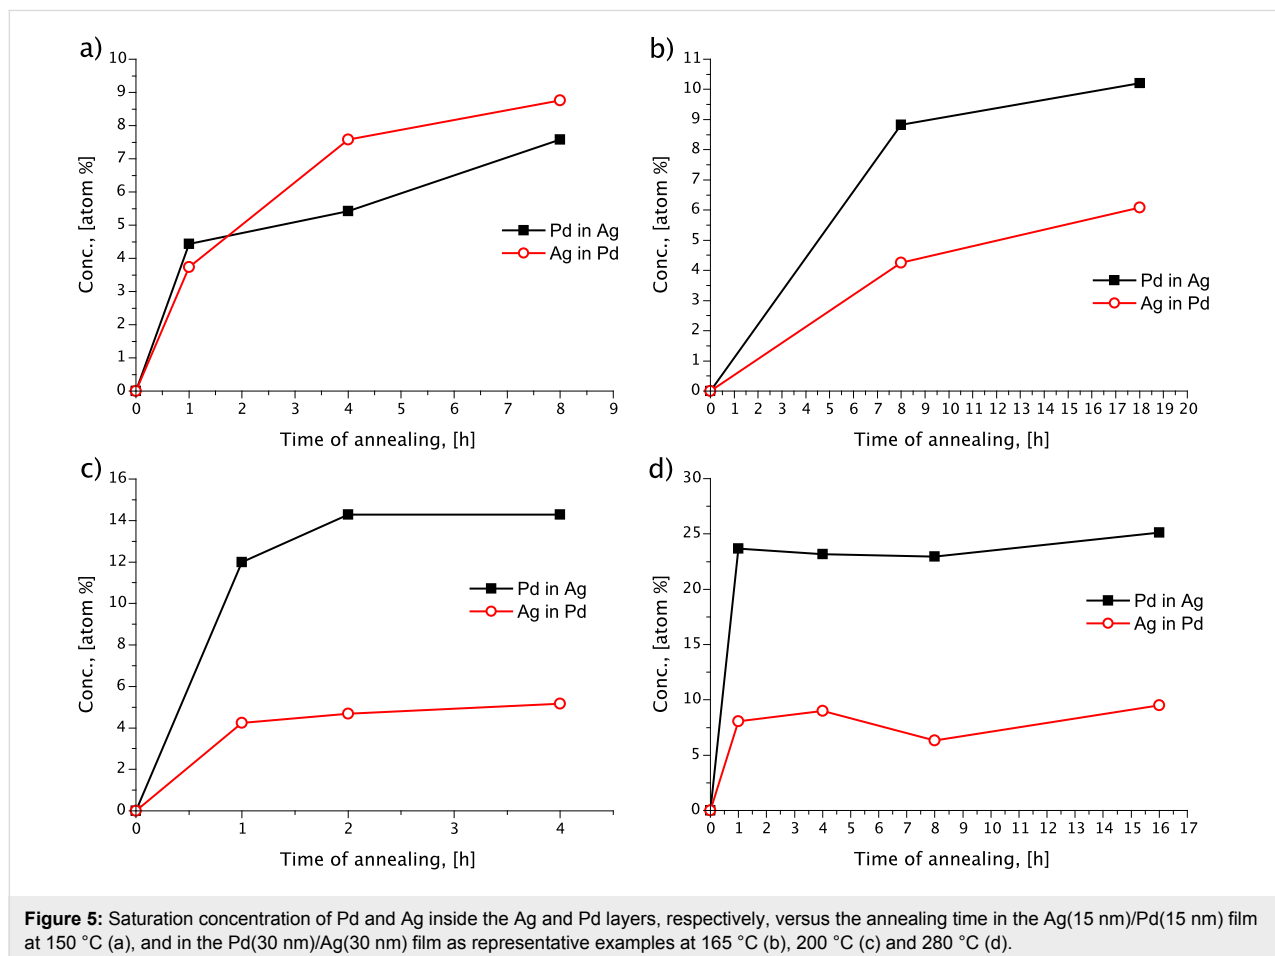 a)
10
9
8
7
6
5
4
3
2
1
0
Conc., [atom %]
Pd in Ag
Ag in Pd
0 1 2 3 4 5 6 7 8 9
Time of annealing, [h]
b)
11
10
9
8
7
6
5
4
3
2
1
0
Conc., [atom %]
Pd in Ag
Ag in Pd
0 1 2 3 4 5 6 7 8 9 10 11 12 13 14 15 16 17 18 19 20
Time of annealing, [h]
c)
16
14
12
10
8
6
4
2
0
Conc., [atom %]
Pd in Ag
Ag in Pd
0 1 2 3 4
Time of annealing, [h]
d)
30
25
20
15
10
5
0
Conc., [atom %]
Pd in Ag
Ag in Pd
0 1 2 3 4 5 6 7 8 9 10 11 12 13 14 15 16 17
Time of annealing, [h]
Figure 5: Saturation concentration of Pd and Ag inside the Ag and Pd layers, respectively, versus the annealing time in the Ag(15 nm)/Pd(15 nm) film
at 150 °C (a), and in the Pd(30 nm)/Ag(30 nm) film as representative examples at 165 °C (b), 200 °C (c) and 280 °C (d).